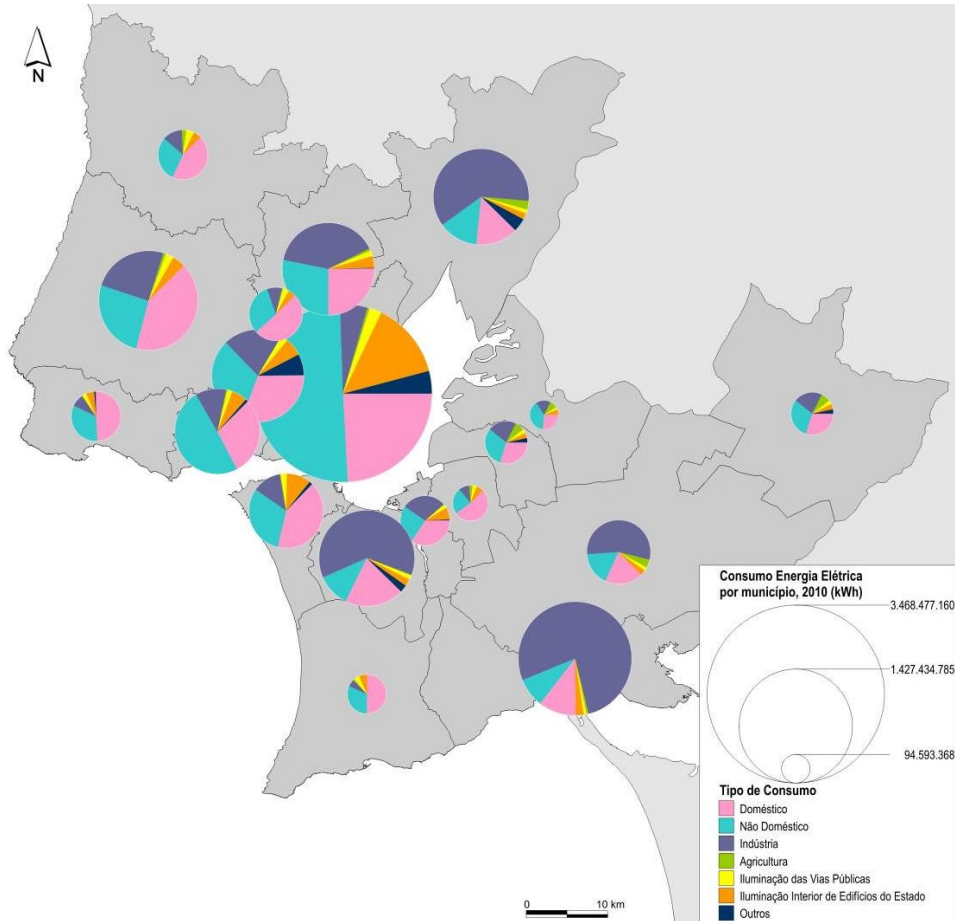 N
Consumo Energia Elétrica
por município, 2010 (kWh)
3.468.477.160
1.427.434.785
94.593.368
Tipo de Consumo
Doméstico
Não Doméstico
Indústria
Agricultura
Iluminação das Vias Públicas
Iluminação Interior de Edifícios do Estado
Outros
0 10 km